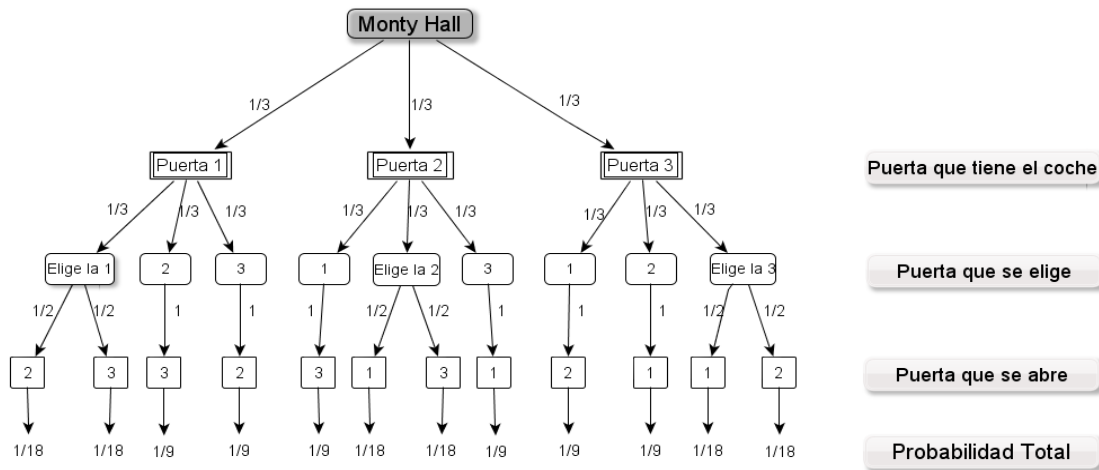 Monty Hall
1/3 1/3 1/3
Puerta 1 Puerta 2 Puerta 3 Puerta que tiene el coche
1/3 1/3 1/3 1/3 1/3 1/3 1/3 1/3 1/3
Elige la 1 2 3 1 Elige la 2 3 1 2 Elige la 3 Puerta que se elige
1/2 1/2 1 1 1 1/2 1/2 1 1 1 1/2 1/2
2 3 3 2 3 1 3 1 2 1 1 2 Puerta que se abre
1/18 1/18 1/9 1/9 1/9 1/18 1/18 1/9 1/9 1/9 1/18 1/18 Probabilidad Total